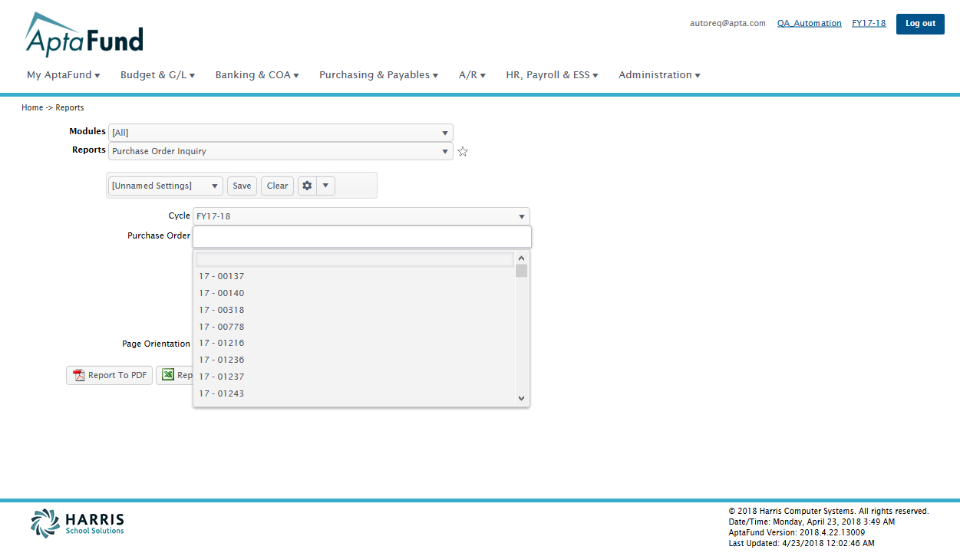 AptaFund
autoreq@apta.com QA_Automation FY17-18 Log out
My AptaFund Budget & G/L Banking & COA Purchasing & Payables A/R HR, Payroll & ESS Administration
Home -> Reports
Modules [All]
Reports Purchase Order Inquiry
[Unnamed Settings] Save Clear
Cycle FY17-18
Purchase Order
17 - 00137
17 - 00140
17 - 00318
17 - 00778
17 - 01216
17 - 01236
17 - 01237
17 - 01243
Page Orientation
Report To PDF Rep
HARRIS
School Solutions
© 2018 Harris Computer Systems. All rights reserved.
Date/Time: Monday, April 23, 2018 3:49 AM
AptaFund Version: 2018.4.22.13009
Last Updated: 4/23/2018 12:02:46 AM